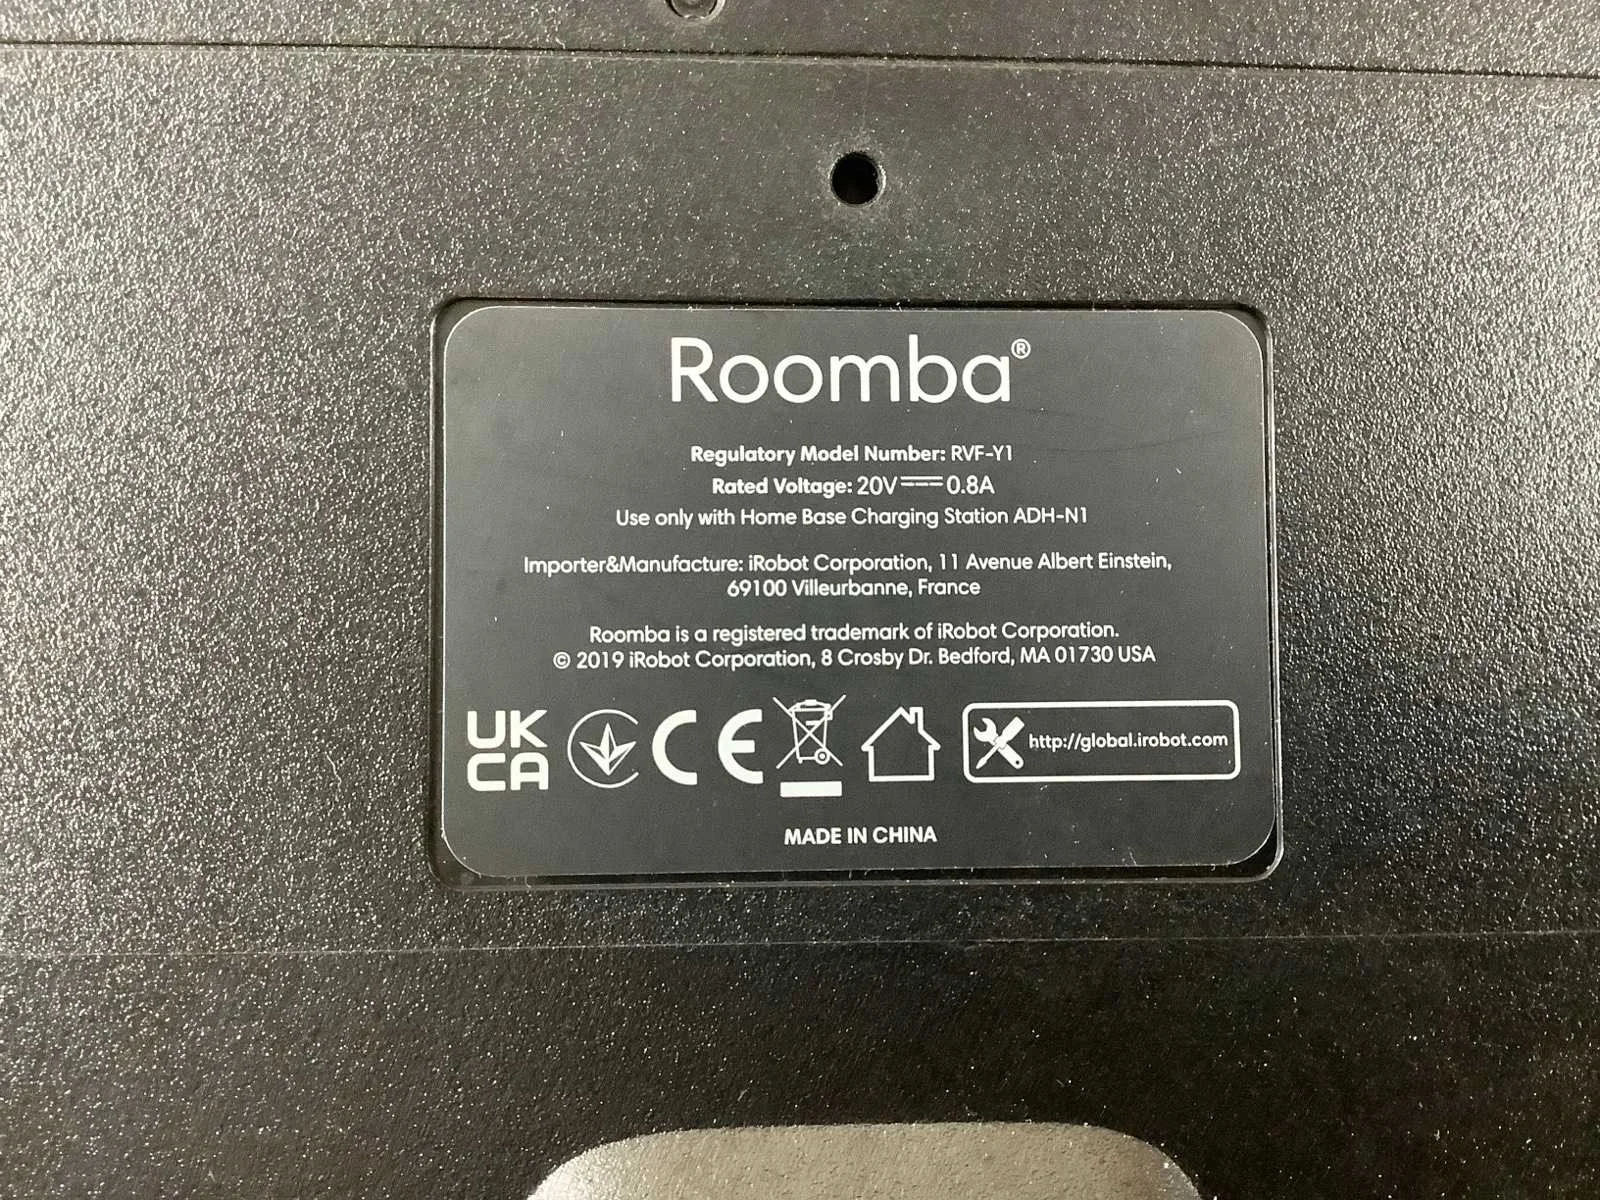 Roomba®
Regulatory Model Number: RVF-Y1
Rated Voltage: 20V⎓0.8A
Use only with Home Base Charging Station ADH-N1
Importer&Manufacture: iRobot Corporation, 11 Avenue Albert Einstein,
69100 Villeurbanne, France
Roomba is a registered trademark of iRobot Corporation.
© 2019 iRobot Corporation, 8 Crosby Dr. Bedford, MA 01730 USA
UK
CA
CE
http://global.irobot.com
MADE IN CHINA